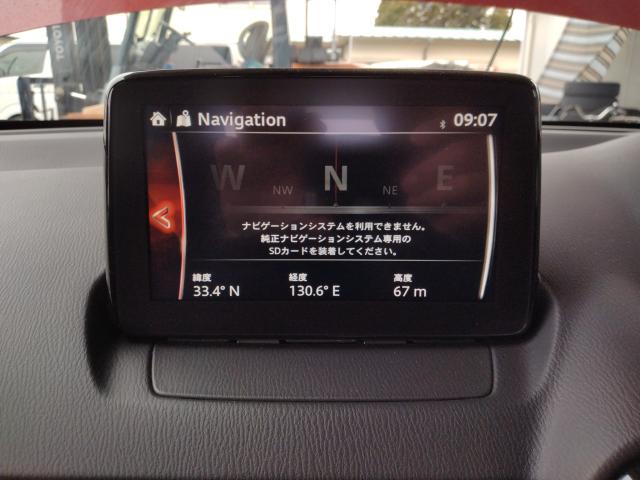 TOYOTA
Navigation 09:07
W NW N NE E
ナビゲーションシステムを利用できません。
純正ナビゲーションシステム専用の
SDカードを装着してください。
緯度 経度 高度
33.4° N 130.6° E 67 m